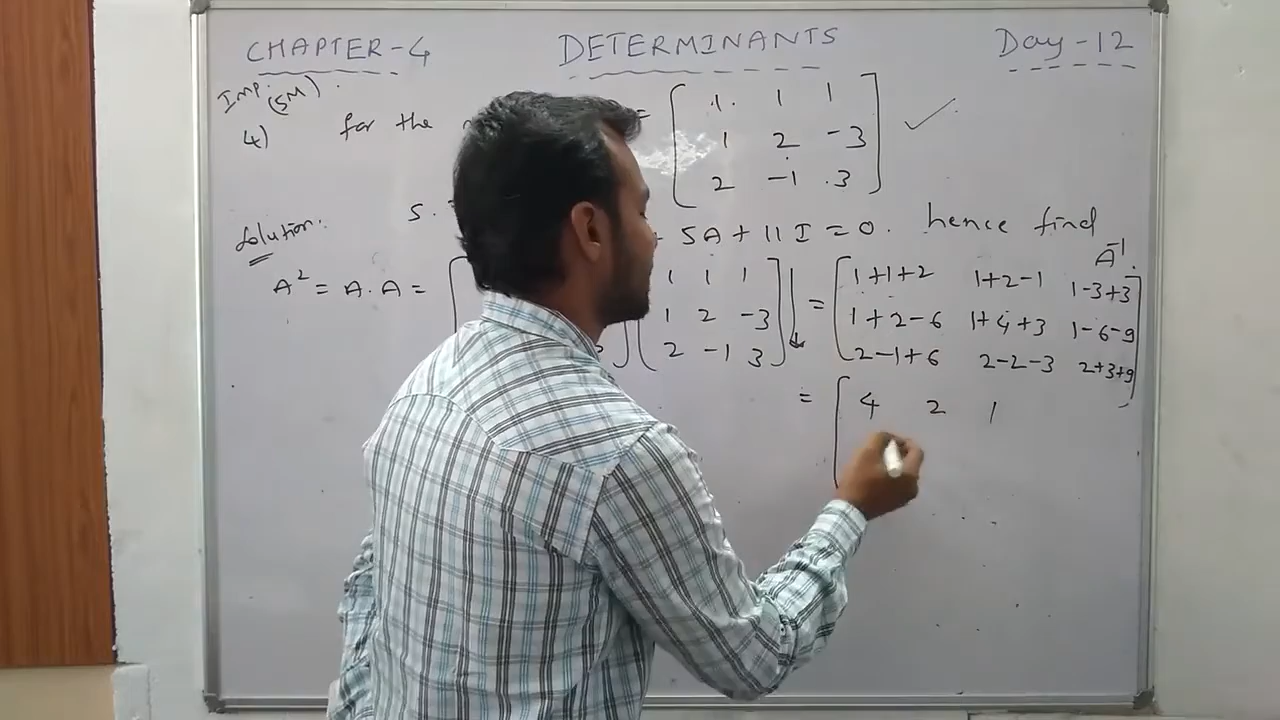 CHAPTER-4 DETERMINANTS Day-12
Imp. (5M).
4) for the = [ 1 1 1
1 2 -3
2 -1 3 ] ✓
S. 5A + 11 I = 0. hence find
A⁻¹.
Solution:
A² = A.A = [ 1 1 1 ] = [ 1+1+2 1+2-1 1-3+3
[ 1 2 -3 ] 1+2-6 1+4+3 1-6-9
[ 2 -1 3 ] 2-1+6 2-2-3 2+3+9 ]
= [ 4 2 1